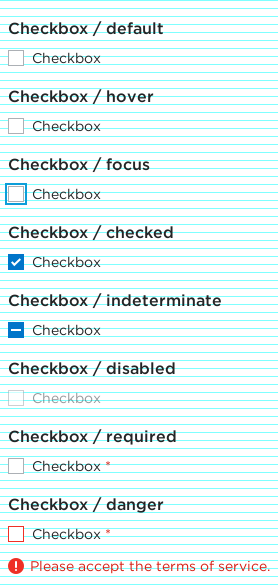 Checkbox / default
Checkbox
Checkbox / hover
Checkbox
Checkbox / focus
Checkbox
Checkbox / checked
Checkbox
Checkbox / indeterminate
Checkbox
Checkbox / disabled
Checkbox
Checkbox / required
Checkbox *
Checkbox / danger
Checkbox *
Please accept the terms of service.